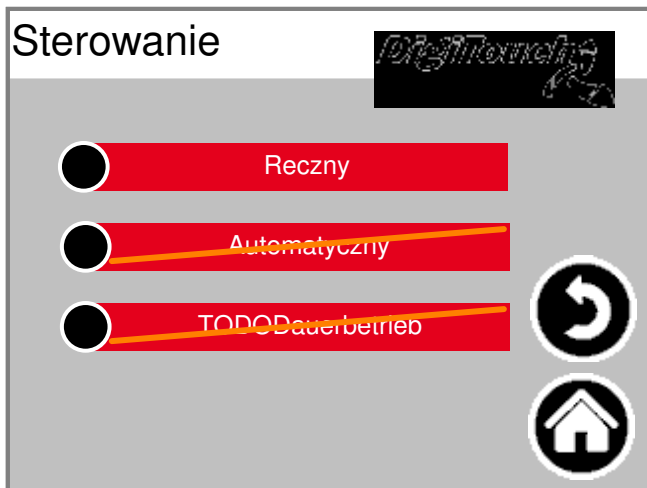 Sterowanie
DigiTouch
Reczny
Automatyczny
TODODauerbetrieb